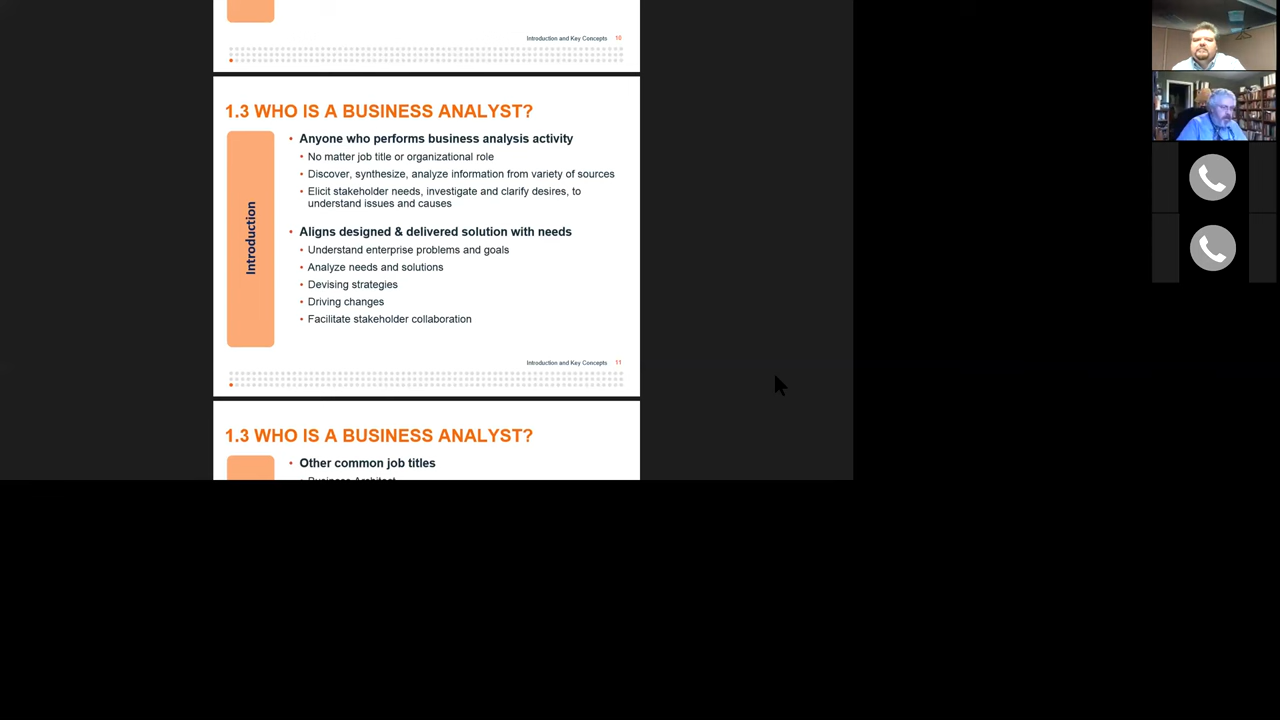 Introduction and Key Concepts 10
1.3 WHO IS A BUSINESS ANALYST?
Introduction
• Anyone who performs business analysis activity
• No matter job title or organizational role
• Discover, synthesize, analyze information from variety of sources
• Elicit stakeholder needs, investigate and clarify desires, to
understand issues and causes
• Aligns designed & delivered solution with needs
• Understand enterprise problems and goals
• Analyze needs and solutions
• Devising strategies
• Driving changes
• Facilitate stakeholder collaboration
Introduction and Key Concepts 11
1.3 WHO IS A BUSINESS ANALYST?
• Other common job titles
• Business Architect